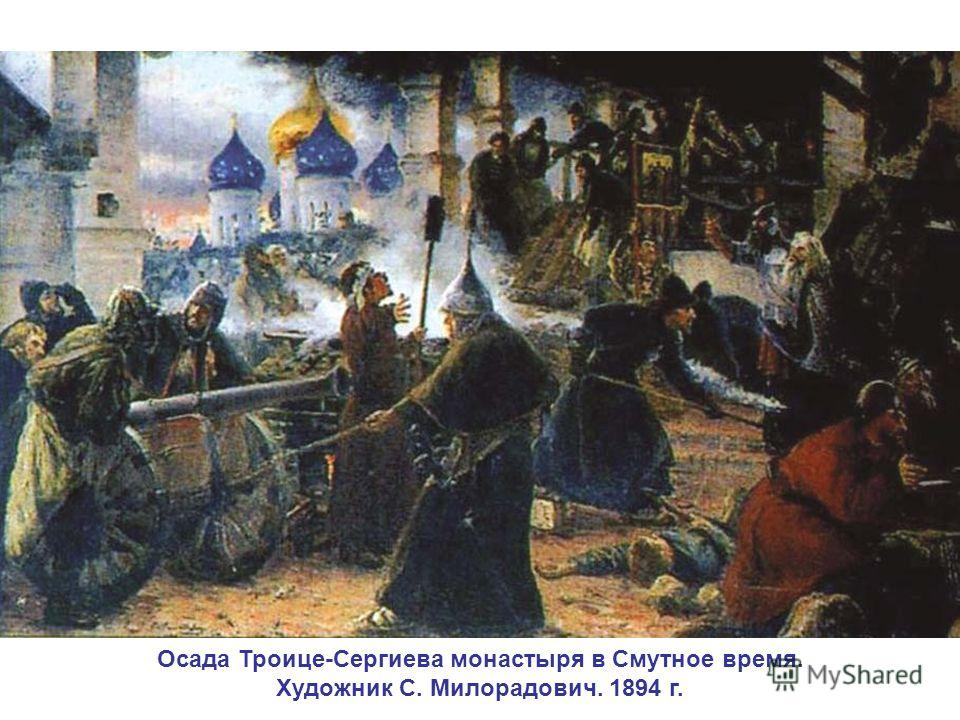 Осада Троице-Сергиева монастыря в Смутное время.
Художник С. Милорадович. 1894 г.
MyShared